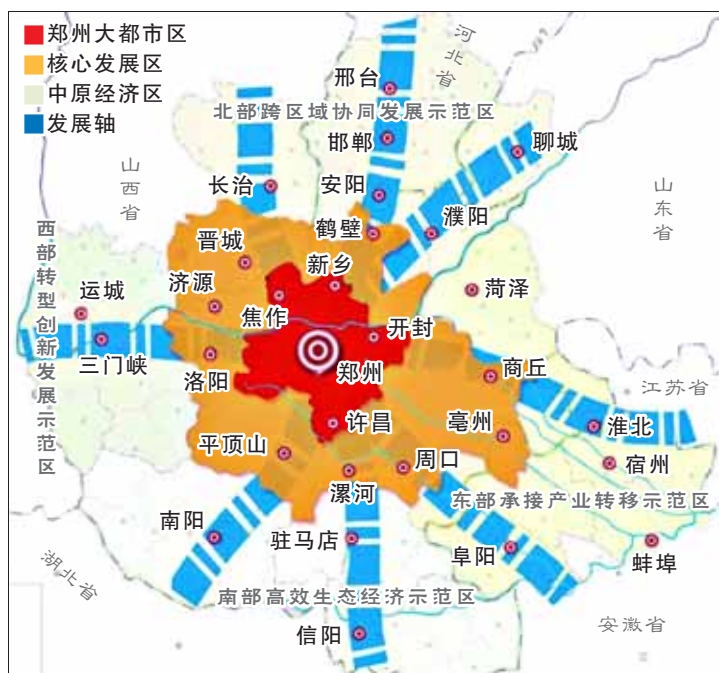 郑州大都市区
核心发展区
中原经济区
发展轴
河北省
邢台
北部跨区域协同发展示范区
邯郸
聊城
山西省
长治
安阳
山东省
鹤壁
濮阳
西部转型创新发展示范区
晋城
新乡
济源
菏泽
运城
焦作
开封
三门峡
洛阳
郑州
商丘
江苏省
许昌
亳州
淮北
平顶山
周口
宿州
漯河
东部承接产业转移示范区
南阳
驻马店
阜阳
蚌埠
湖北省
南部高效生态经济示范区
信阳
安徽省